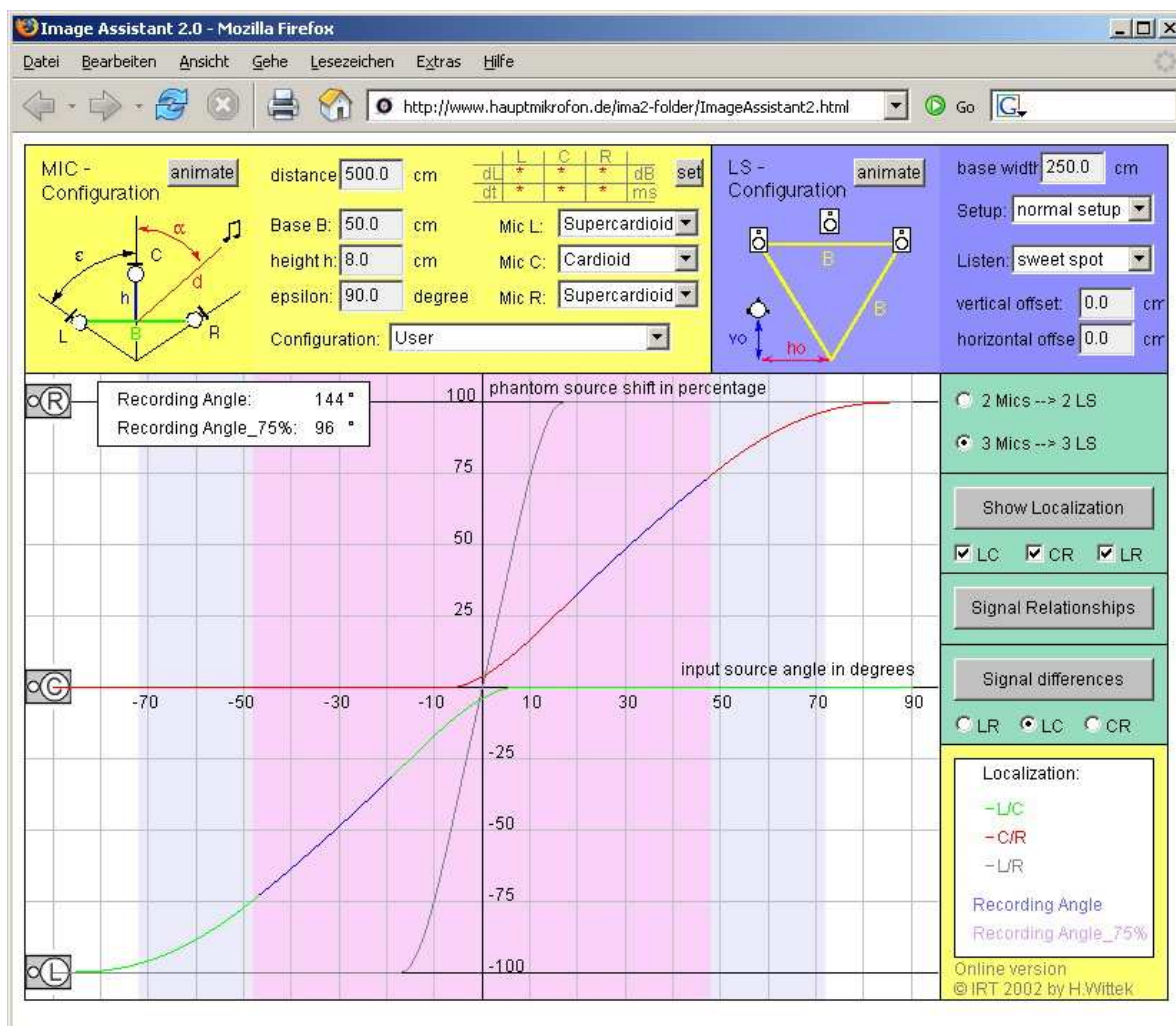 Image Assistant 2.0 - Mozilla Firefox
Datei Bearbeiten Ansicht Gehe Lesezeichen Extras Hilfe
http://www.hauptmikrofon.de/ima2-folder/ImageAssistant2.html Go G
MIC -
Configuration
animate
α
ε
C
d
h
L
B
R
distance 500.0 cm
Base B: 50.0 cm
height h: 8.0 cm
epsilon: 90.0 degree
L C R
dL * * * dB
dt * * * ms
set
Mic L: Supercardioid
Mic C: Cardioid
Mic R: Supercardioid
Configuration: User
LS -
Configuration
animate
B
B
vo
ho
base width 250.0 cm
Setup: normal setup
Listen: sweet spot
vertical offset: 0.0 cm
horizontal offse 0.0 cm
R
Recording Angle: 144 °
Recording Angle_75%: 96 °
100 phantom source shift in percentage
75
50
25
C
input source angle in degrees
-70 -50 -30 -10 10 30 50 70 90
-25
-50
-75
L
-100
2 Mics --> 2 LS
3 Mics --> 3 LS
Show Localization
LC CR LR
Signal Relationships
Signal differences
LR LC CR
Localization:
-L/C
-C/R
-L/R
Recording Angle
Recording Angle_75%
Online version
© IRT 2002 by H.Wittek